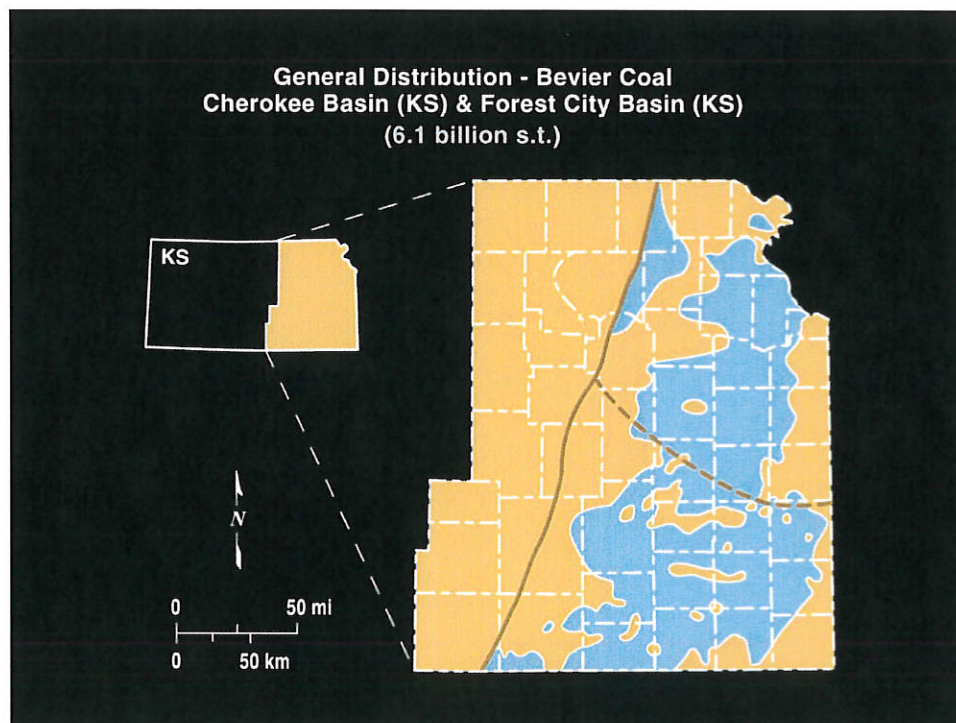 General Distribution - Bevier Coal
Cherokee Basin (KS) & Forest City Basin (KS)
(6.1 billion s.t.)
KS
N
0 50 mi
0 50 km